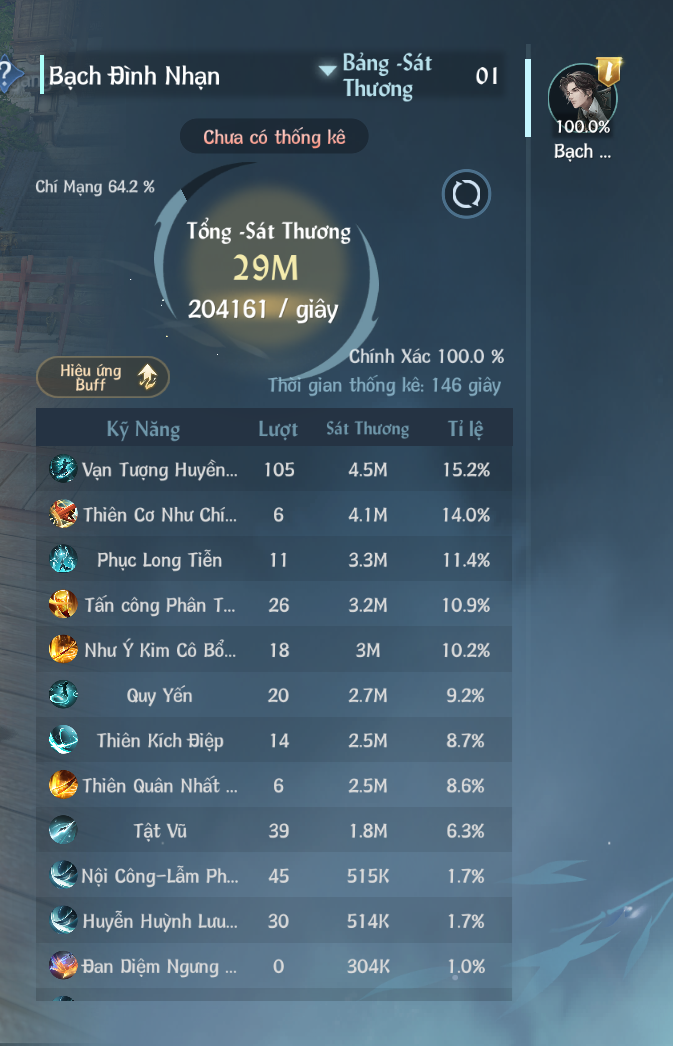 ?
Bạch Đình Nhạn
Bảng -Sát
Thương
01
100.0%
Bạch ...
Chưa có thống kê
Chí Mạng 64.2 %
Tổng -Sát Thương
29M
204161 / giây
Chính Xác 100.0 %
Hiệu ứng
Buff
Thời gian thống kê: 146 giây
Kỹ Năng Lượt Sát Thương Tỉ lệ
Vạn Tượng Huyền... 105 4.5M 15.2%
Thiên Cơ Như Chí... 6 4.1M 14.0%
Phục Long Tiễn 11 3.3M 11.4%
Tấn công Phân T... 26 3.2M 10.9%
Như Ý Kim Cô Bổ... 18 3M 10.2%
Quy Yến 20 2.7M 9.2%
Thiên Kích Điệp 14 2.5M 8.7%
Thiên Quân Nhất ... 6 2.5M 8.6%
Tật Vũ 39 1.8M 6.3%
Nội Công-Lẫm Ph... 45 515K 1.7%
Huyễn Huỳnh Lưu... 30 514K 1.7%
Đan Diệm Ngưng ... 0 304K 1.0%